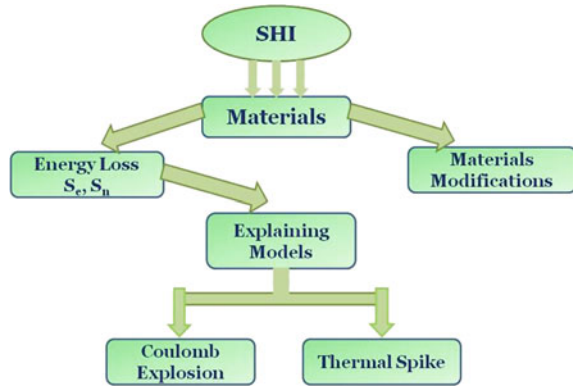 SHI
Materials
Energy Loss
Sₑ, Sₙ
Materials
Modifications
Explaining
Models
Coulomb
Explosion
Thermal Spike